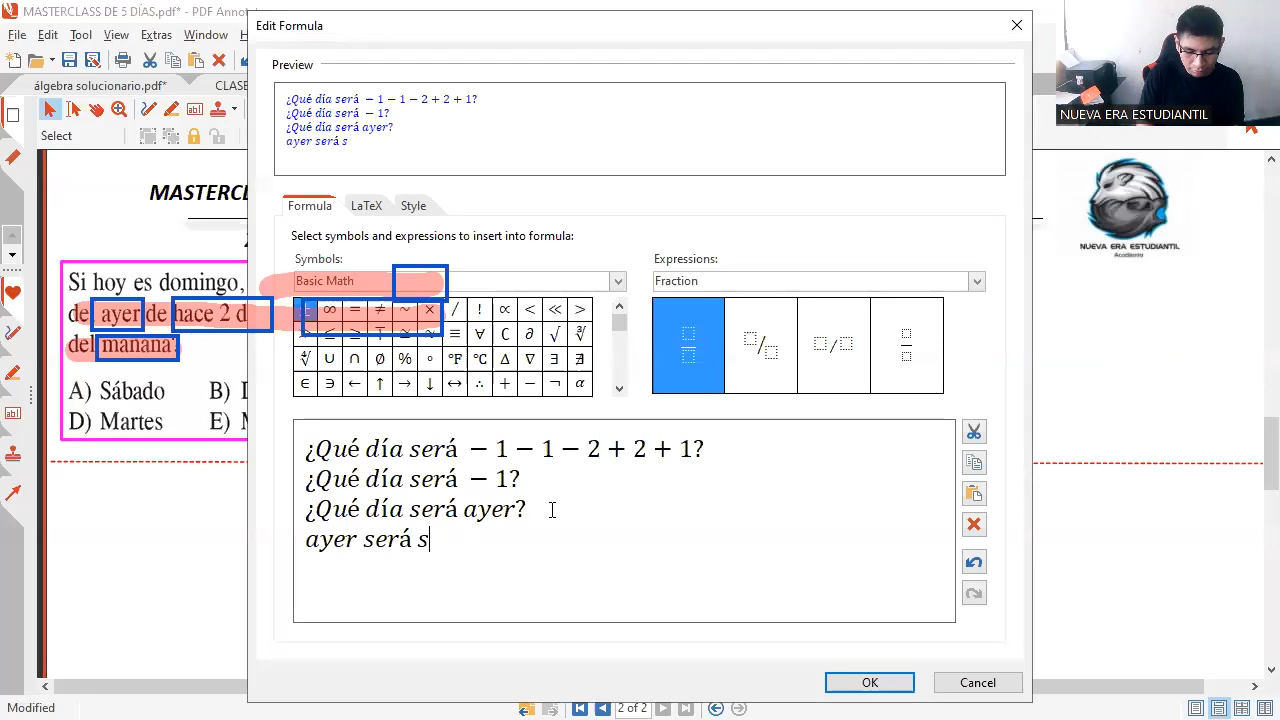 MASTERCLASS DE 5 DÍAS.pdf* - PDF Annot
Edit Formula
File Edit Tool View Extras Window
álgebra solucionario.pdf* CLASE
Select
Preview
¿Qué día será − 1 − 1 − 2 + 2 + 1?
¿Qué día será − 1?
¿Qué día será ayer?
ayer será s
NUEVA ERA ESTUDIANTIL
Formula LaTeX Style
Select symbols and expressions to insert into formula:
Symbols: Expressions:
Basic Math Fraction
∞ = ≠ ~ × / ! ∝ < ≪ >
≡ ∀ ∁ ∂ √ ∛
∜ ∪ ∩ ∅ % ° °F °C ∆ ∇ ∃ ∄
∈ ∋ ← ↑ → ↓ ↔ ∴ + − ¬ α
MASTERCL
Si hoy es domingo,
del ayer de hace 2 d
del mañana?
A) Sábado B)
D) Martes E)
NUEVA ERA ESTUDIANTIL
Academia
¿Qué día será − 1 − 1 − 2 + 2 + 1?
¿Qué día será − 1?
¿Qué día será ayer?
ayer será s
OK Cancel
Modified 2 of 2